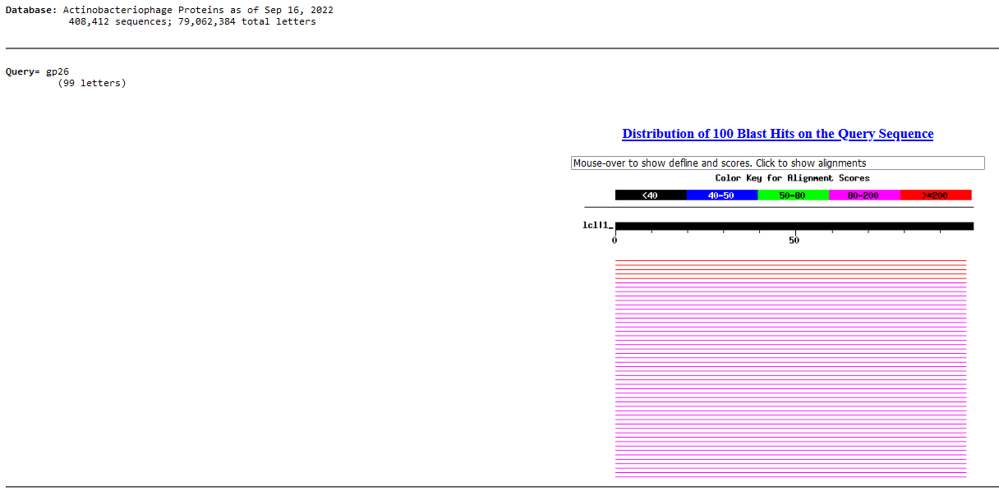 Database: Actinobacteriophage Proteins as of Sep 16, 2022
408,412 sequences; 79,062,384 total letters
Query= gp26
(99 letters)
Distribution of 100 Blast Hits on the Query Sequence
Mouse-over to show defline and scores. Click to show alignments
Color Key for Alignment Scores
<40 40-50 50-80 80-200 >=200
lcl|1_
0 50